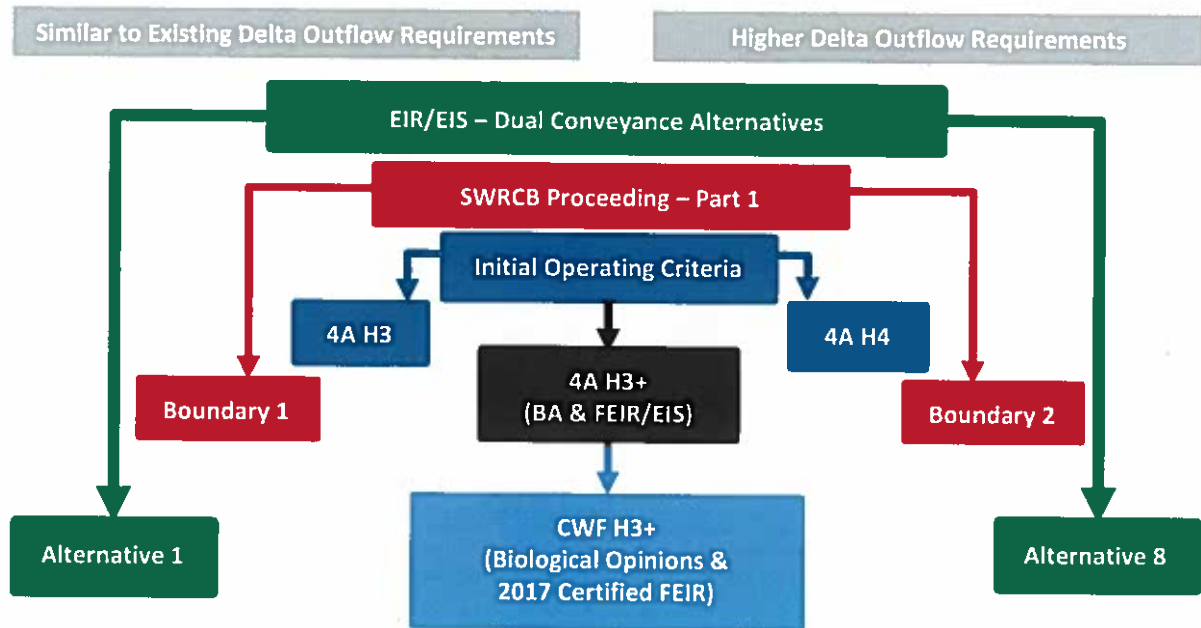 Similar to Existing Delta Outflow Requirements
Higher Delta Outflow Requirements
EIR/EIS – Dual Conveyance Alternatives
SWRCB Proceeding – Part 1
Initial Operating Criteria
4A H3
4A H4
4A H3+
(BA & FEIR/EIS)
Boundary 1
Boundary 2
CWF H3+
(Biological Opinions &
2017 Certified FEIR)
Alternative 1
Alternative 8